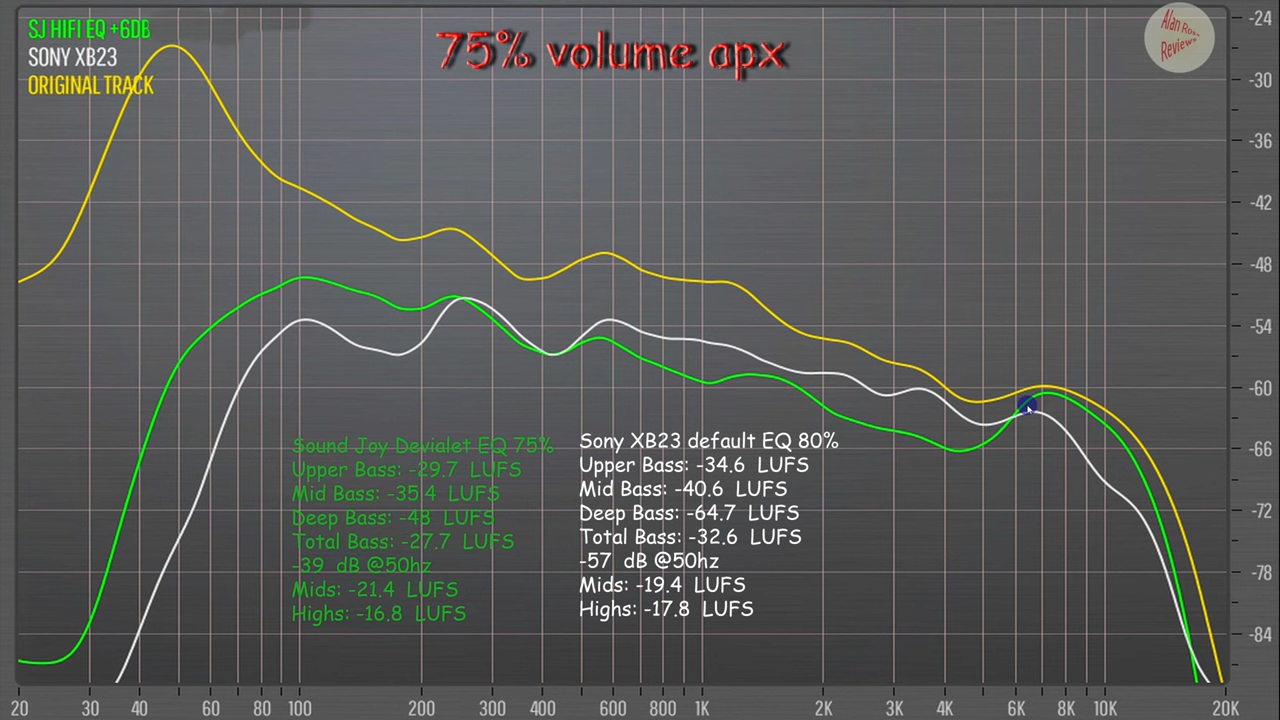 SJ HIFI EQ +6DB
SONY XB23
ORIGINAL TRACK
75% volume apx
Alan Ross
Reviews
-24
-30
-36
-42
-48
-54
-60
-66
-72
-78
-84
Sound Joy Devialet EQ 75%
Upper Bass: -29.7 LUFS
Mid Bass: -35.4 LUFS
Deep Bass: -48 LUFS
Total Bass: -27.7 LUFS
-39 dB @50hz
Mids: -21.4 LUFS
Highs: -16.8 LUFS
Sony XB23 default EQ 80%
Upper Bass: -34.6 LUFS
Mid Bass: -40.6 LUFS
Deep Bass: -64.7 LUFS
Total Bass: -32.6 LUFS
-57 dB @50hz
Mids: -19.4 LUFS
Highs: -17.8 LUFS
20 30 40 60 80 100 200 300 400 600 800 1K 2K 3K 4K 6K 8K 10K 20K